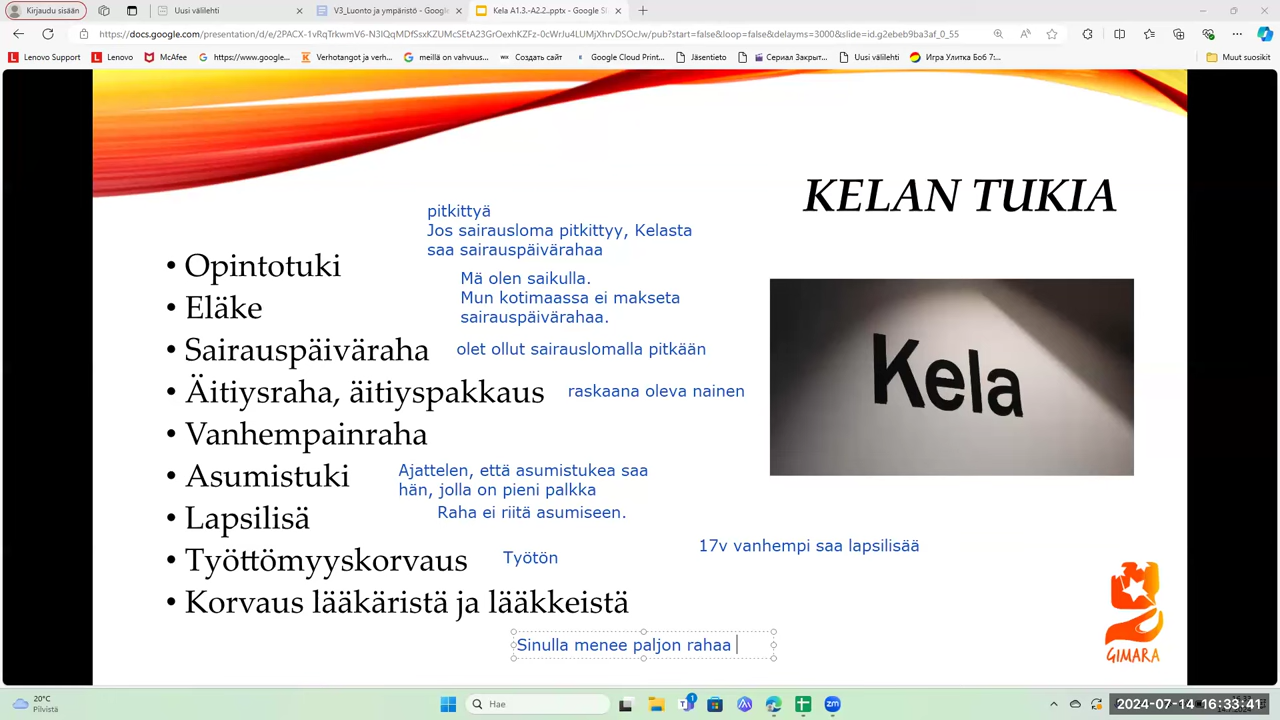 Kirjaudu sisään
Uusi välilehti
V3_Luonto ja ympäristö - Google
Kela A1.3.-A2.2..pptx - Google Sl
https://docs.google.com/presentation/d/e/2PACX-1vRqTrkwmV6-N3IQqMDfSsxKZUMcSEtA23GrOexhKZFz-0cWrJu4LUMjXhrvDSOcJw/pub?start=false&loop=false&delayms=3000&slide=id.g2ebeb9ba3af_0_55
Lenovo Support
Lenovo
McAfee
https://www.google...
Verhotangot ja verh...
meillä on vahvuus...
Создать сайт
Google Cloud Print...
Jäsentieto
Сериал Закрыт...
Uusi välilehti
Игра Улитка Боб 7:...
Muut suosikit
KELAN TUKIA
pitkittyä
Jos sairausloma pitkittyy, Kelasta
saa sairauspäivärahaa
• Opintotuki
Mä olen saikulla.
Mun kotimaassa ei makseta
sairauspäivärahaa.
• Eläke
• Sairauspäiväraha
olet ollut sairauslomalla pitkään
• Äitiysraha, äitiyspakkaus
raskaana oleva nainen
• Vanhempainraha
• Asumistuki
Ajattelen, että asumistukea saa
hän, jolla on pieni palkka
Raha ei riitä asumiseen.
• Lapsilisä
17v vanhempi saa lapsilisää
• Työttömyyskorvaus
Työtön
• Korvaus lääkäristä ja lääkkeistä
Sinulla menee paljon rahaa
Kela
GIMARA
20°C
Pilvistä
Hae
1
2024-07-14 16:33:41